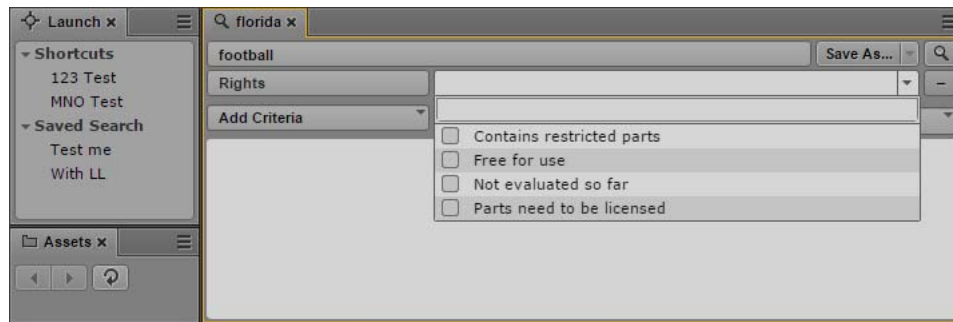 Launch x
Shortcuts
123 Test
MNO Test
Saved Search
Test me
With LL
Assets x
florida x
football
Save As...
Rights
Add Criteria
Contains restricted parts
Free for use
Not evaluated so far
Parts need to be licensed